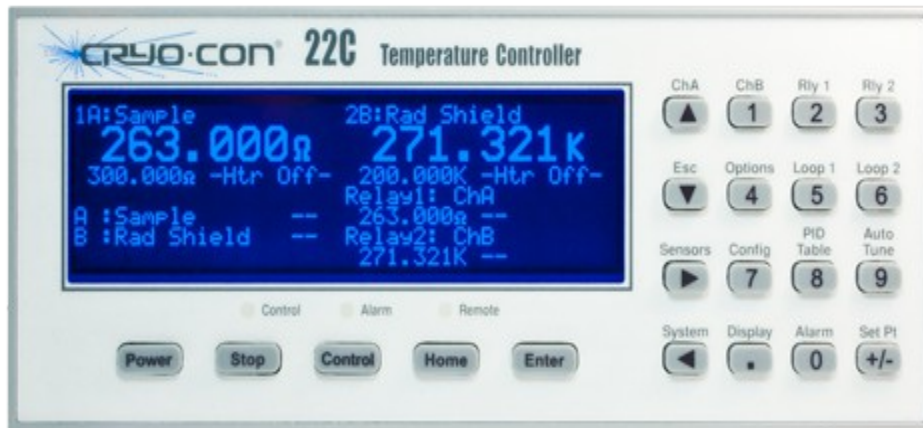 CRYO·CON 22C Temperature Controller
1A:Sample 2B:Rad Shield
263.000Ω 271.321K
300.000Ω -Htr Off- 200.000K -Htr Off-
Relay1: ChA
A :Sample -- 263.000Ω --
B :Rad Shield -- Relay2: ChB
271.321K --
Control Alarm Remote
Power Stop Control Home Enter
ChA ChB Rly 1 Rly 2
▲ 1 2 3
Esc Options Loop 1 Loop 2
▼ 4 5 6
Sensors Config PID Table Auto Tune
▶ 7 8 9
System Display Alarm Set Pt
◀ . 0 +/-